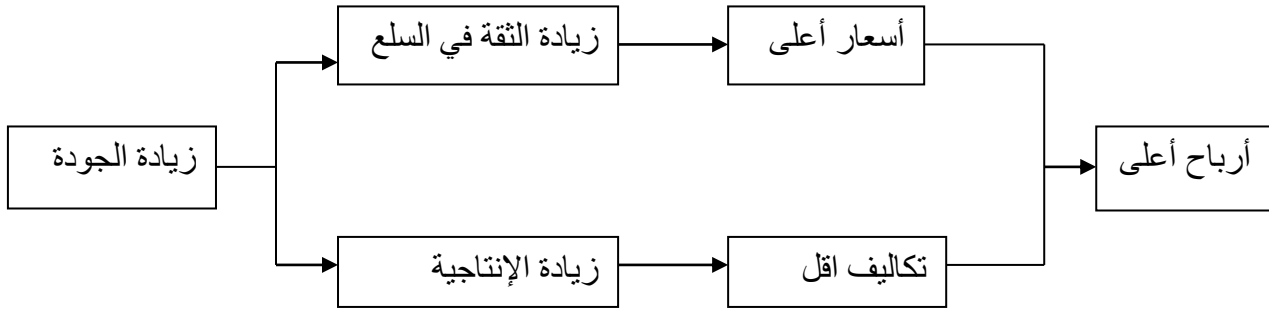 زيادة الثقة في السلع
أسعار أعلى
زيادة الجودة
أرباح أعلى
زيادة الإنتاجية
تكاليف اقل